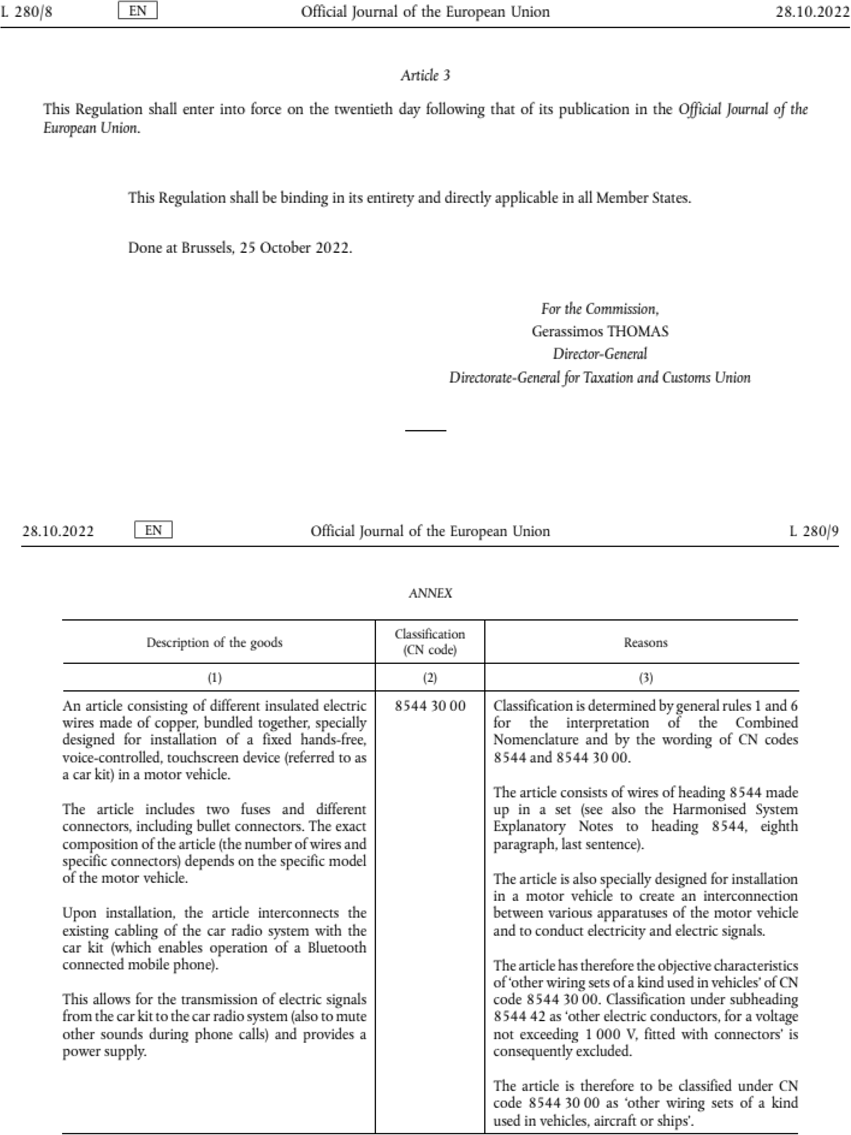 L 280/8 EN Official Journal of the European Union 28.10.2022
Article 3
This Regulation shall enter into force on the twentieth day following that of its publication in the Official Journal of the
European Union.
This Regulation shall be binding in its entirety and directly applicable in all Member States.
Done at Brussels, 25 October 2022.
For the Commission,
Gerassimos THOMAS
Director-General
Directorate-General for Taxation and Customs Union
28.10.2022 EN Official Journal of the European Union L 280/9
ANNEX
Description of the goods
Classification
(CN code)
Reasons
(1)
(2)
(3)
An article consisting of different insulated electric
wires made of copper, bundled together, specially
designed for installation of a fixed hands-free,
voice-controlled, touchscreen device (referred to as
a car kit) in a motor vehicle.
The article includes two fuses and different
connectors, including bullet connectors. The exact
composition of the article (the number of wires and
specific connectors) depends on the specific model
of the motor vehicle.
Upon installation, the article interconnects the
existing cabling of the car radio system with the
car kit (which enables operation of a Bluetooth
connected mobile phone).
This allows for the transmission of electric signals
from the car kit to the car radio system (also to mute
other sounds during phone calls) and provides a
power supply.
8544 30 00
Classification is determined by general rules 1 and 6
for the interpretation of the Combined
Nomenclature and by the wording of CN codes
8544 and 8544 30 00.
The article consists of wires of heading 8544 made
up in a set (see also the Harmonised System
Explanatory Notes to heading 8544, eighth
paragraph, last sentence).
The article is also specially designed for installation
in a motor vehicle to create an interconnection
between various apparatuses of the motor vehicle
and to conduct electricity and electric signals.
The article has therefore the objective characteristics
of ‘other wiring sets of a kind used in vehicles’ of CN
code 8544 30 00. Classification under subheading
8544 42 as ‘other electric conductors, for a voltage
not exceeding 1 000 V, fitted with connectors’ is
consequently excluded.
The article is therefore to be classified under CN
code 8544 30 00 as ‘other wiring sets of a kind
used in vehicles, aircraft or ships’.